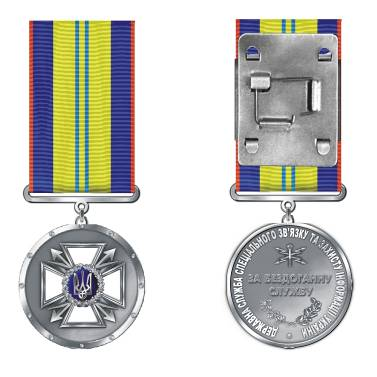 ДЕРЖАВНА СЛУЖБА СПЕЦІАЛЬНОГО ЗВ'ЯЗКУ ТА ЗАХИСТУ ІНФОРМАЦІЇ УКРАЇНИ
ЗА БЕЗДОГАННУ
СЛУЖБУ